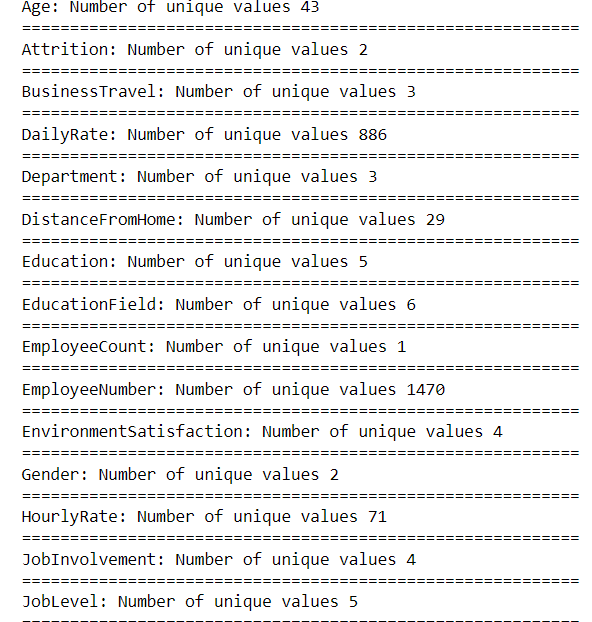 Age: Number of unique values 43
==========================================================
Attrition: Number of unique values 2
==========================================================
BusinessTravel: Number of unique values 3
==========================================================
DailyRate: Number of unique values 886
==========================================================
Department: Number of unique values 3
==========================================================
DistanceFromHome: Number of unique values 29
==========================================================
Education: Number of unique values 5
==========================================================
EducationField: Number of unique values 6
==========================================================
EmployeeCount: Number of unique values 1
==========================================================
EmployeeNumber: Number of unique values 1470
==========================================================
EnvironmentSatisfaction: Number of unique values 4
==========================================================
Gender: Number of unique values 2
==========================================================
HourlyRate: Number of unique values 71
==========================================================
JobInvolvement: Number of unique values 4
==========================================================
JobLevel: Number of unique values 5
==========================================================